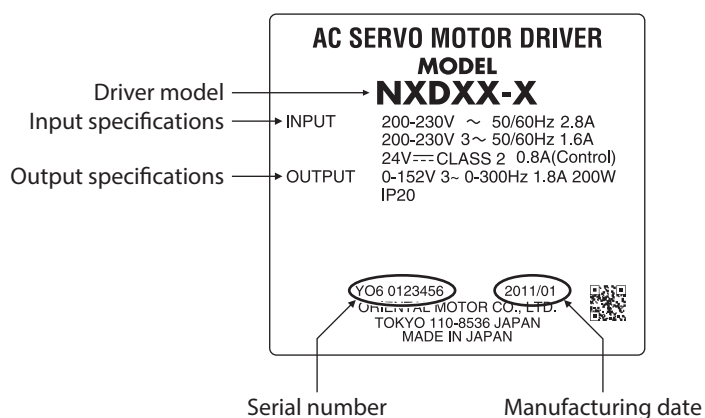 AC SERVO MOTOR DRIVER
MODEL
Driver model
NXDXX-X
Input specifications
INPUT 200-230V ~ 50/60Hz 2.8A
200-230V 3~ 50/60Hz 1.6A
24V⎓CLASS 2 0.8A(Control)
Output specifications
OUTPUT 0-152V 3~ 0-300Hz 1.8A 200W
IP20
YO6 0123456 2011/01
ORIENTAL MOTOR CO., LTD.
TOKYO 110-8536 JAPAN
MADE IN JAPAN
Serial number Manufacturing date